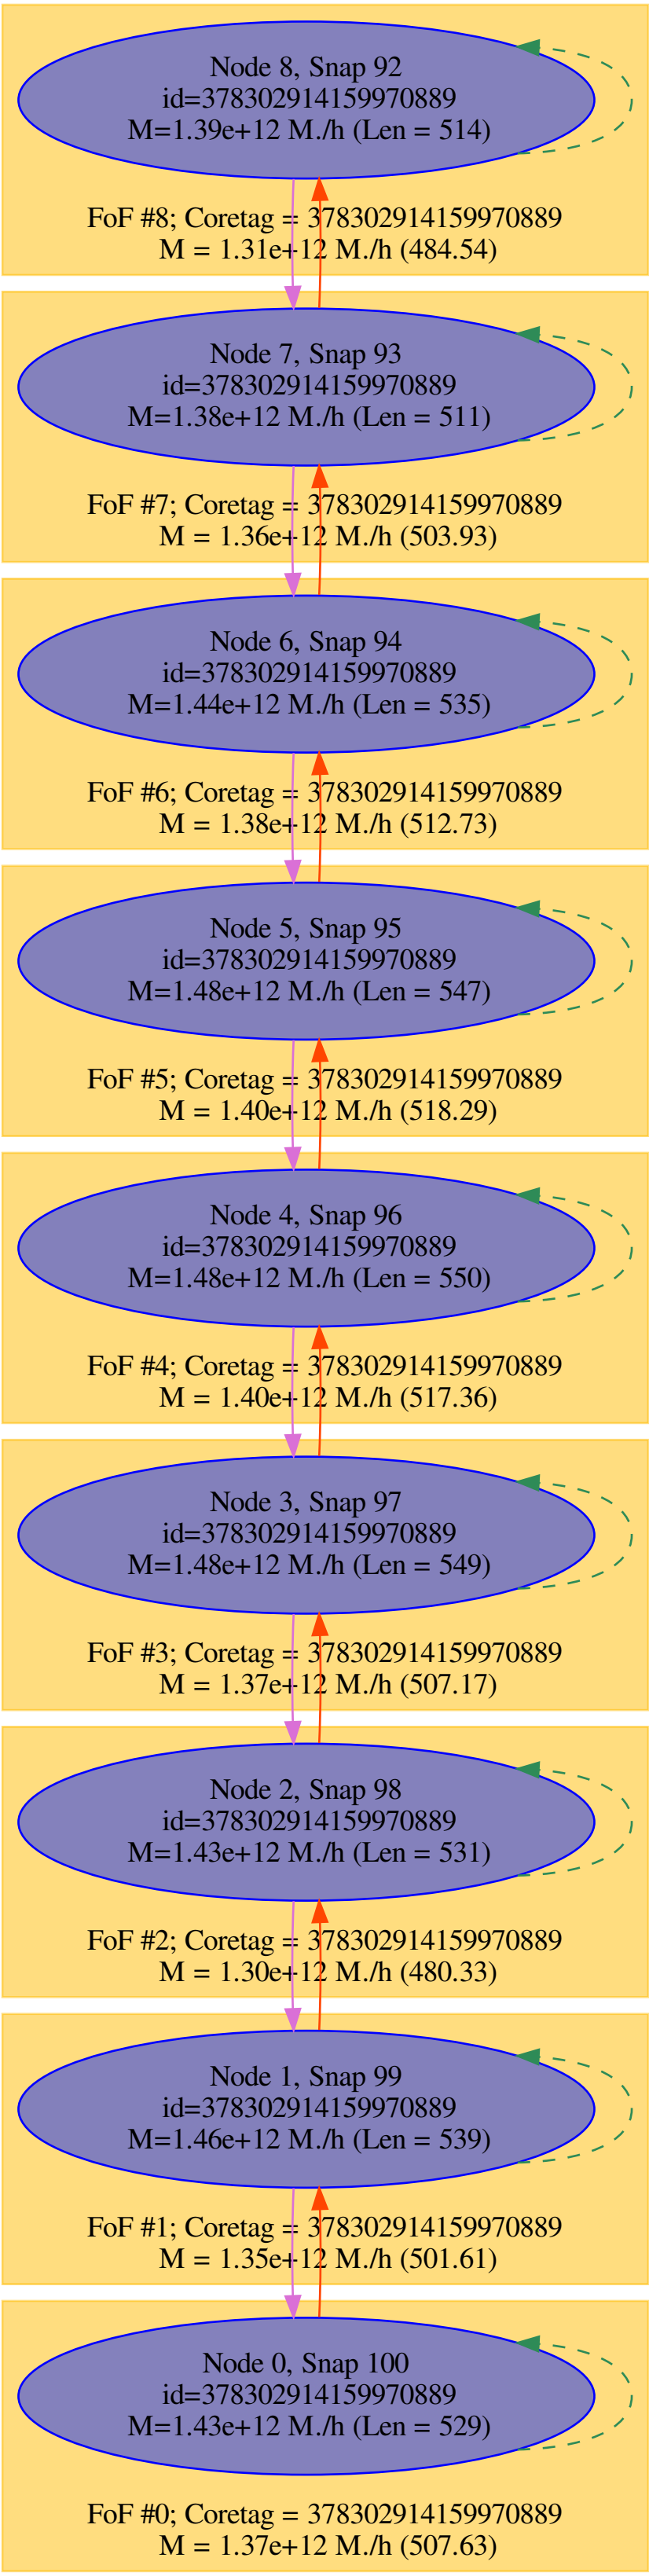 Node 8, Snap 92
id=378302914159970889
M=1.39e+12 M./h (Len = 514)
FoF #8; Coretag = 378302914159970889
M = 1.31e+12 M./h (484.54)
Node 7, Snap 93
id=378302914159970889
M=1.38e+12 M./h (Len = 511)
FoF #7; Coretag = 378302914159970889
M = 1.36e+12 M./h (503.93)
Node 6, Snap 94
id=378302914159970889
M=1.44e+12 M./h (Len = 535)
FoF #6; Coretag = 378302914159970889
M = 1.38e+12 M./h (512.73)
Node 5, Snap 95
id=378302914159970889
M=1.48e+12 M./h (Len = 547)
FoF #5; Coretag = 378302914159970889
M = 1.40e+12 M./h (518.29)
Node 4, Snap 96
id=378302914159970889
M=1.48e+12 M./h (Len = 550)
FoF #4; Coretag = 378302914159970889
M = 1.40e+12 M./h (517.36)
Node 3, Snap 97
id=378302914159970889
M=1.48e+12 M./h (Len = 549)
FoF #3; Coretag = 378302914159970889
M = 1.37e+12 M./h (507.17)
Node 2, Snap 98
id=378302914159970889
M=1.43e+12 M./h (Len = 531)
FoF #2; Coretag = 378302914159970889
M = 1.30e+12 M./h (480.33)
Node 1, Snap 99
id=378302914159970889
M=1.46e+12 M./h (Len = 539)
FoF #1; Coretag = 378302914159970889
M = 1.35e+12 M./h (501.61)
Node 0, Snap 100
id=378302914159970889
M=1.43e+12 M./h (Len = 529)
FoF #0; Coretag = 378302914159970889
M = 1.37e+12 M./h (507.63)